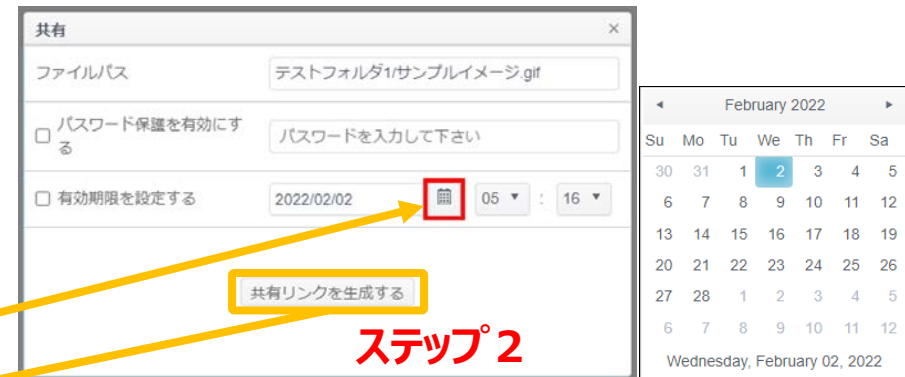 共有
×
ファイルパス
テストフォルダ1/サンプルイメージ.gif
パスワード保護を有効にす
る
パスワードを入力して下さい
有効期限を設定する
2022/02/02
05 ▼ : 16 ▼
共有リンクを生成する
ステップ2
◀ February 2022 ▶
Su Mo Tu We Th Fr Sa
30 31 1 2 3 4 5
6 7 8 9 10 11 12
13 14 15 16 17 18 19
20 21 22 23 24 25 26
27 28 1 2 3 4 5
6 7 8 9 10 11 12
Wednesday, February 02, 2022